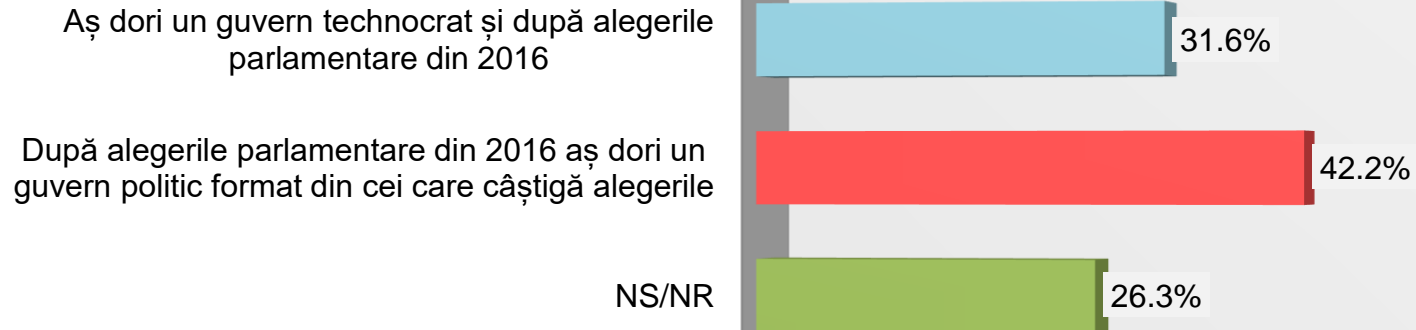 Aș dori un guvern technocrat și după alegerile
parlamentare din 2016
31.6%
După alegerile parlamentare din 2016 aș dori un
guvern politic format din cei care câștigă alegerile
42.2%
NS/NR
26.3%